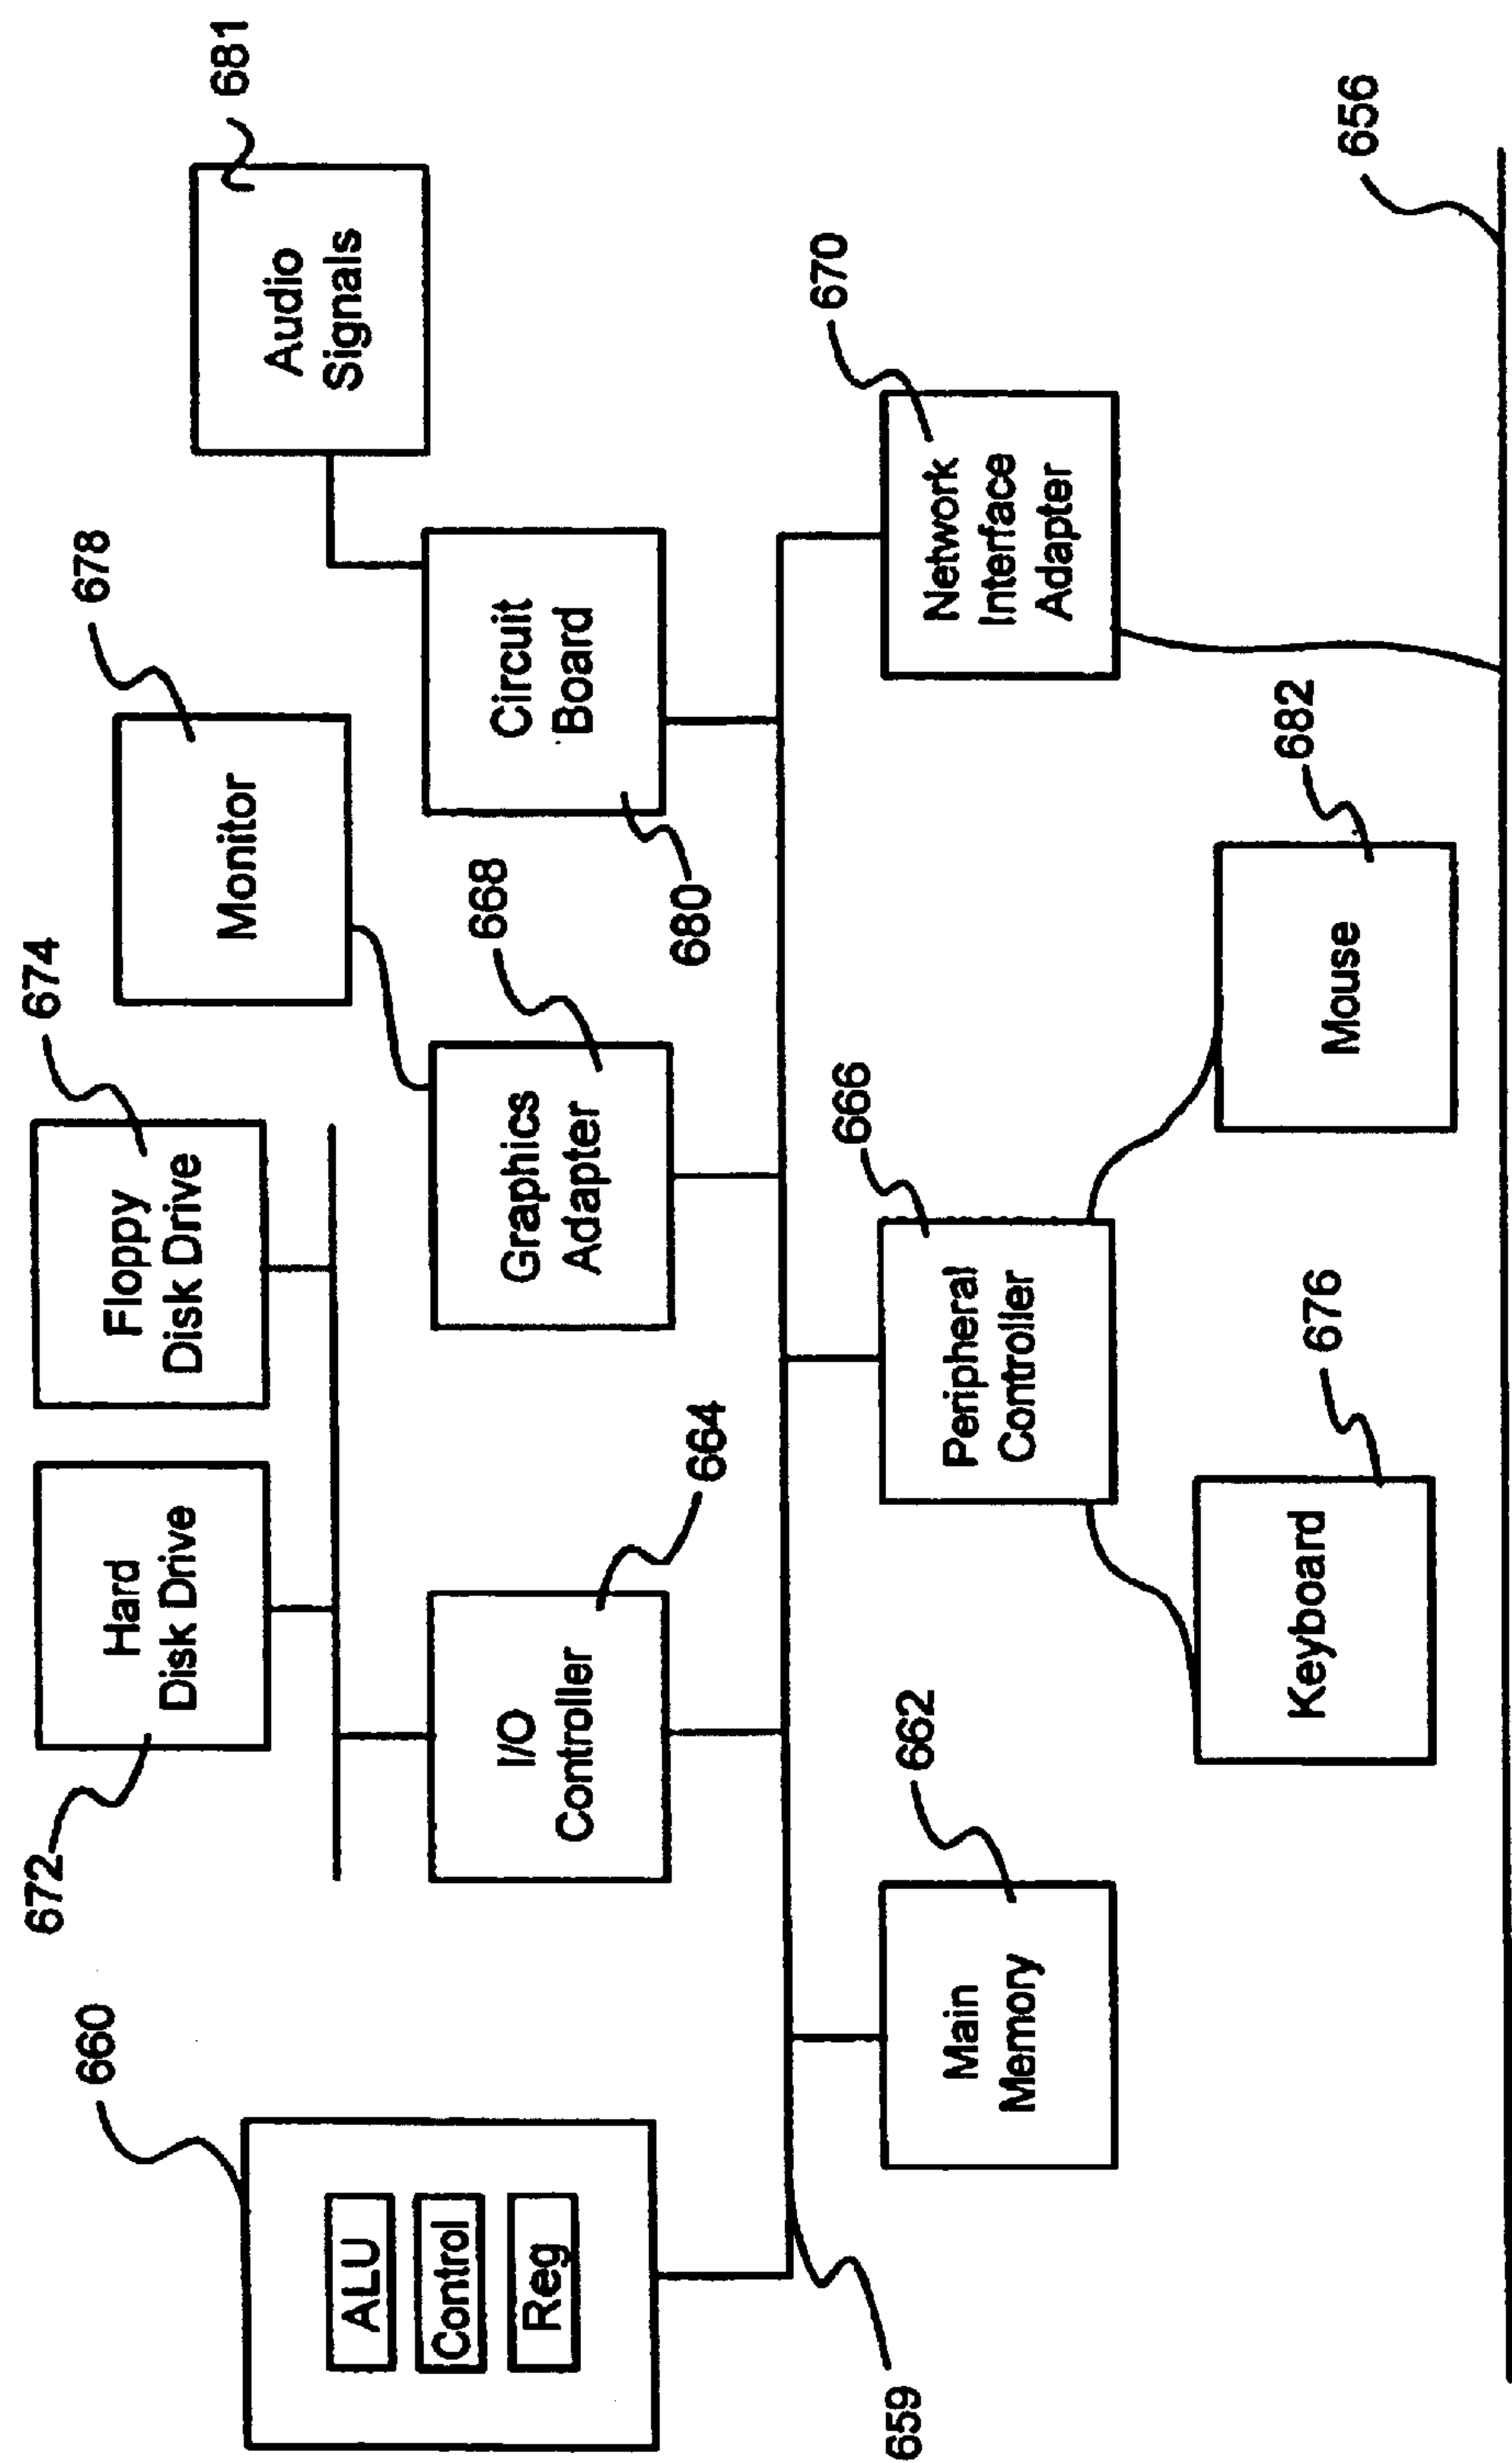 672
Hard
Disk Drive
Floppy
Disk Drive
674
660
ALU
Control
Reg
Monitor
678
Audio
Signals
681
I/O
Controller
664
Graphics
Adapter
668
Circuit
Board
680
659
Main
Memory
662
Peripheral
Controller
666
Network
Interface
Adapter
670
Keyboard
676
Mouse
682
656